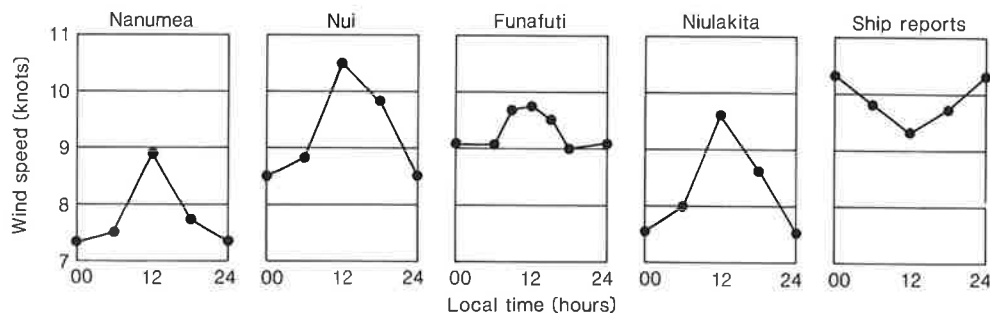 Nanumea Nui Funafuti Niulakita Ship reports
11
10
9
8
7
Wind speed (knots)
00 12 24 00 12 24 00 12 24 00 12 24 00 12 24
Local time (hours)